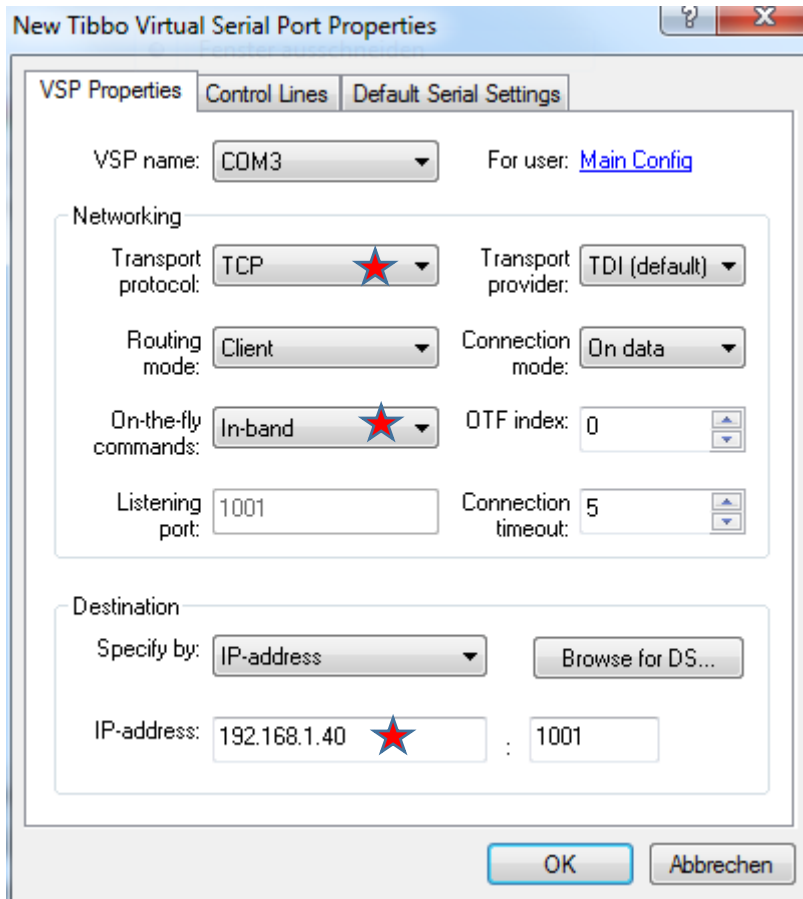 New Tibbo Virtual Serial Port Properties
Fenster ausschneiden
VSP Properties Control Lines Default Serial Settings
VSP name: COM3 For user: Main Config
Networking
Transport protocol: TCP Transport provider: TDI (default)
Routing mode: Client Connection mode: On data
On-the-fly commands: In-band OTF index: 0
Listening port: 1001 Connection timeout: 5
Destination
Specify by: IP-address Browse for DS...
IP-address: 192.168.1.40 : 1001
OK Abbrechen